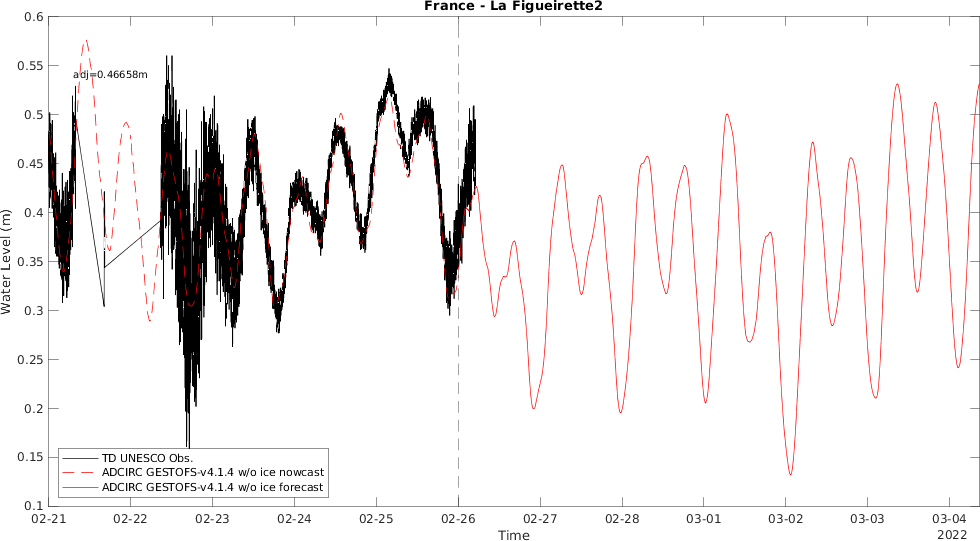 France - La Figueirette2
0.6
0.55
0.5
0.45
0.4
0.35
0.3
0.25
0.2
0.15
0.1
Water Level (m)
adj=0.46658m
TD UNESCO Obs.
ADCIRC GESTOFS-v4.1.4 w/o ice nowcast
ADCIRC GESTOFS-v4.1.4 w/o ice forecast
02-21 02-22 02-23 02-24 02-25 02-26 02-27 02-28 03-01 03-02 03-03 03-04
Time
2022